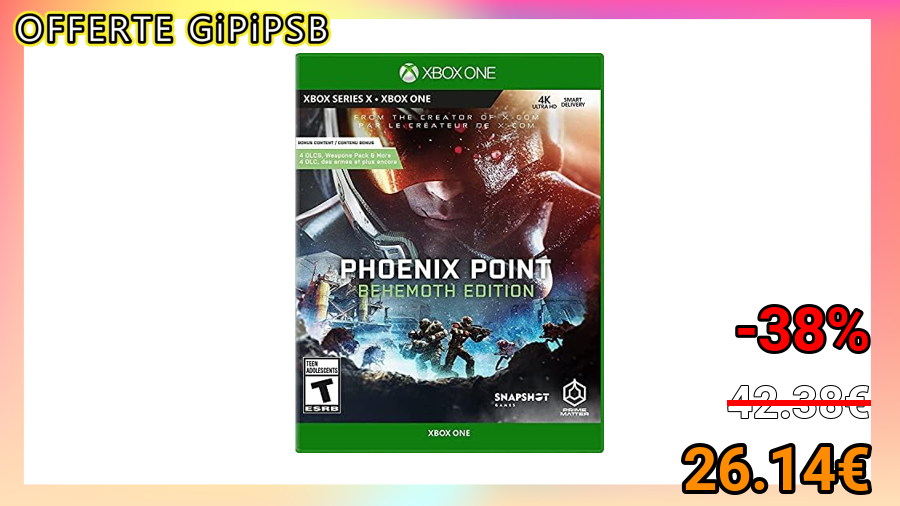 OFFERTE GiPiPSB
XBOX ONE
XBOX SERIES X • XBOX ONE
4K
ULTRA HD
SMART
DELIVERY
FROM THE CREATOR OF X-COM
PAR LE CRÉATEUR DE X-COM
BONUS CONTENT / CONTENU BONUS
4 DLCS, Weapons Pack & More
4 DLC, des armes et plus encore
PHOENIX POINT
BEHEMOTH EDITION
TEEN
ADOLESCENTS
T
ESRB
SNAPSHOT
GAMES
PRIME
MATTER
XBOX ONE
-38%
42.38€
26.14€